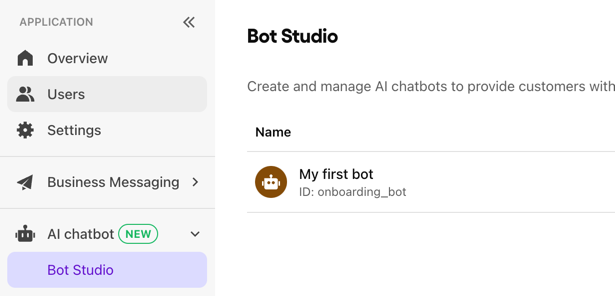 APPLICATION
Overview
Users
Settings
Business Messaging
AI chatbot NEW
Bot Studio
Bot Studio
Create and manage AI chatbots to provide customers with
Name
My first bot
ID: onboarding_bot